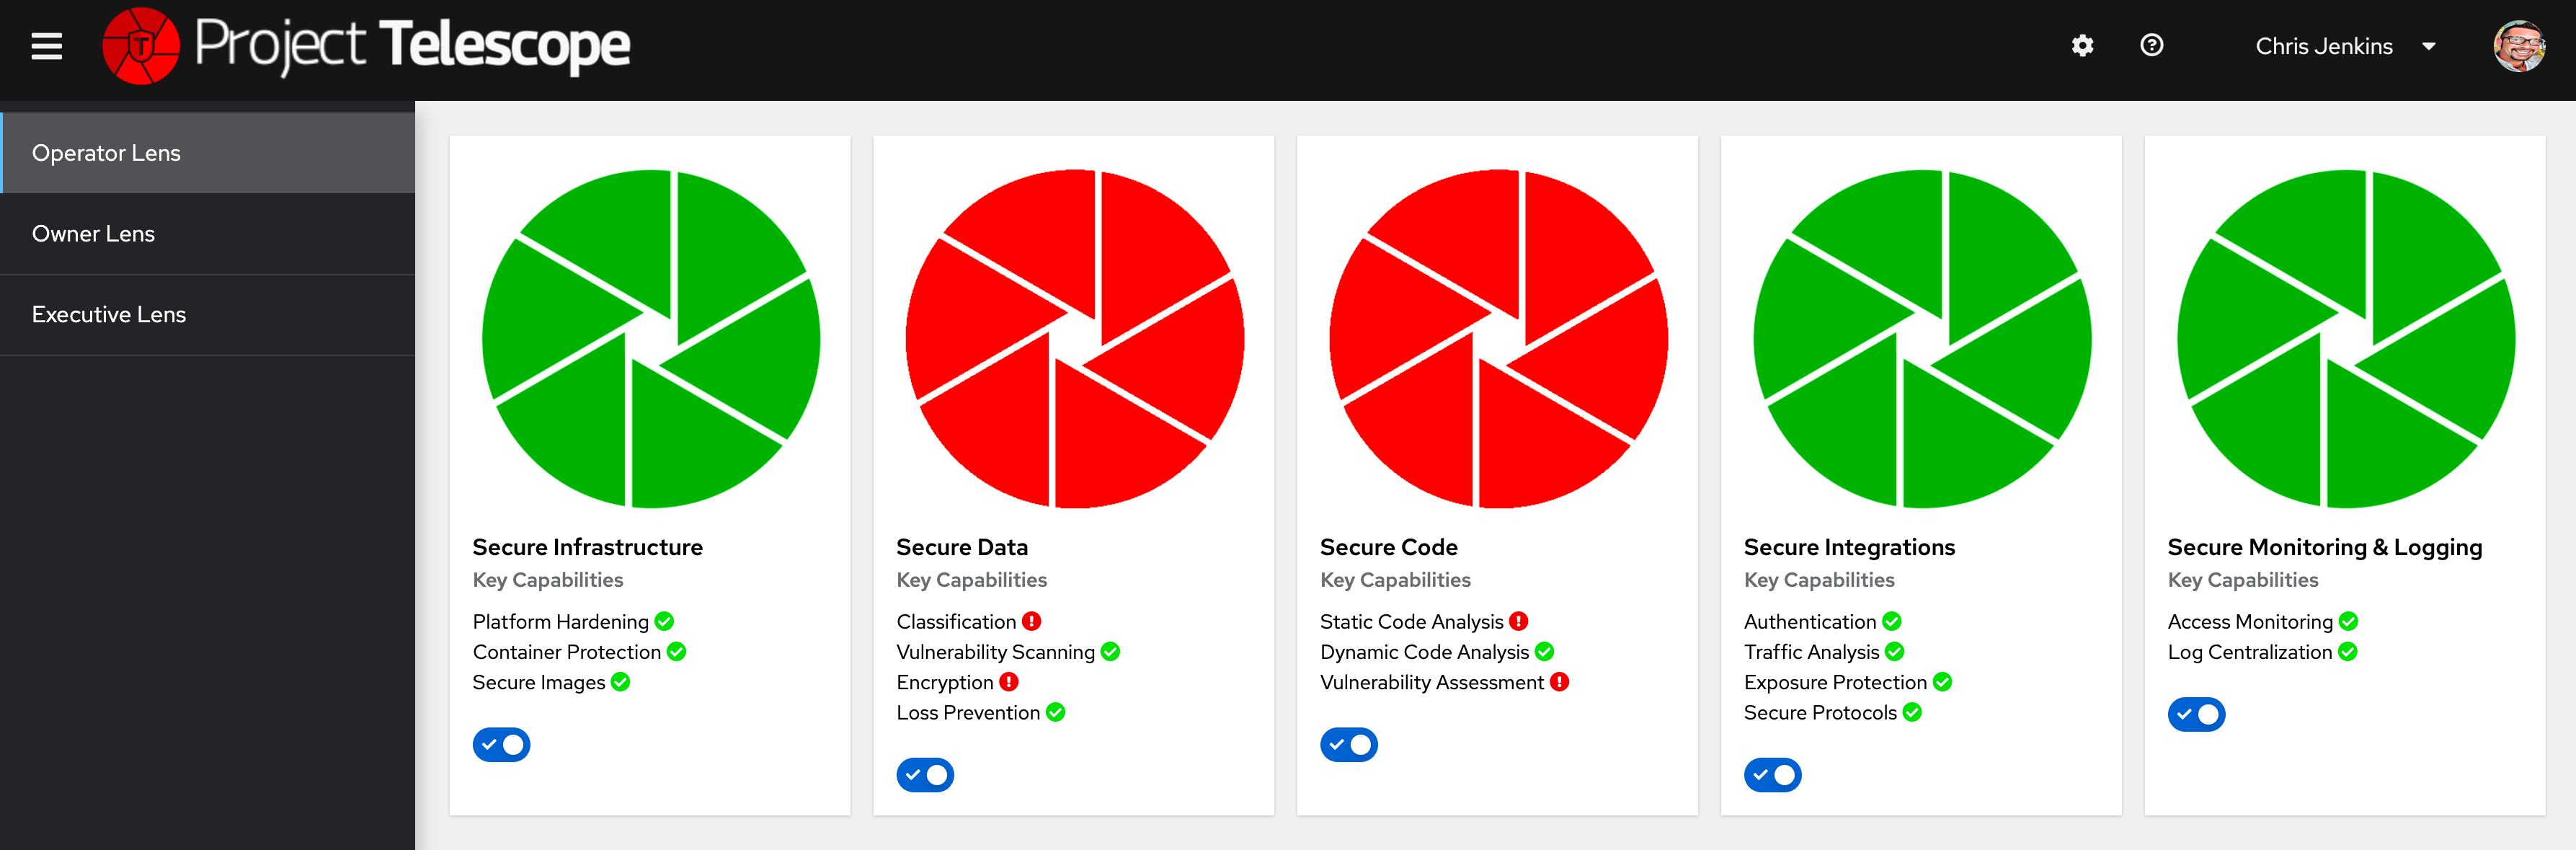 Project Telescope
Chris Jenkins
Operator Lens
Owner Lens
Executive Lens
Secure Infrastructure
Key Capabilities
Platform Hardening
Container Protection
Secure Images
Secure Data
Key Capabilities
Classification
Vulnerability Scanning
Encryption
Loss Prevention
Secure Code
Key Capabilities
Static Code Analysis
Dynamic Code Analysis
Vulnerability Assessment
Secure Integrations
Key Capabilities
Authentication
Traffic Analysis
Exposure Protection
Secure Protocols
Secure Monitoring & Logging
Key Capabilities
Access Monitoring
Log Centralization